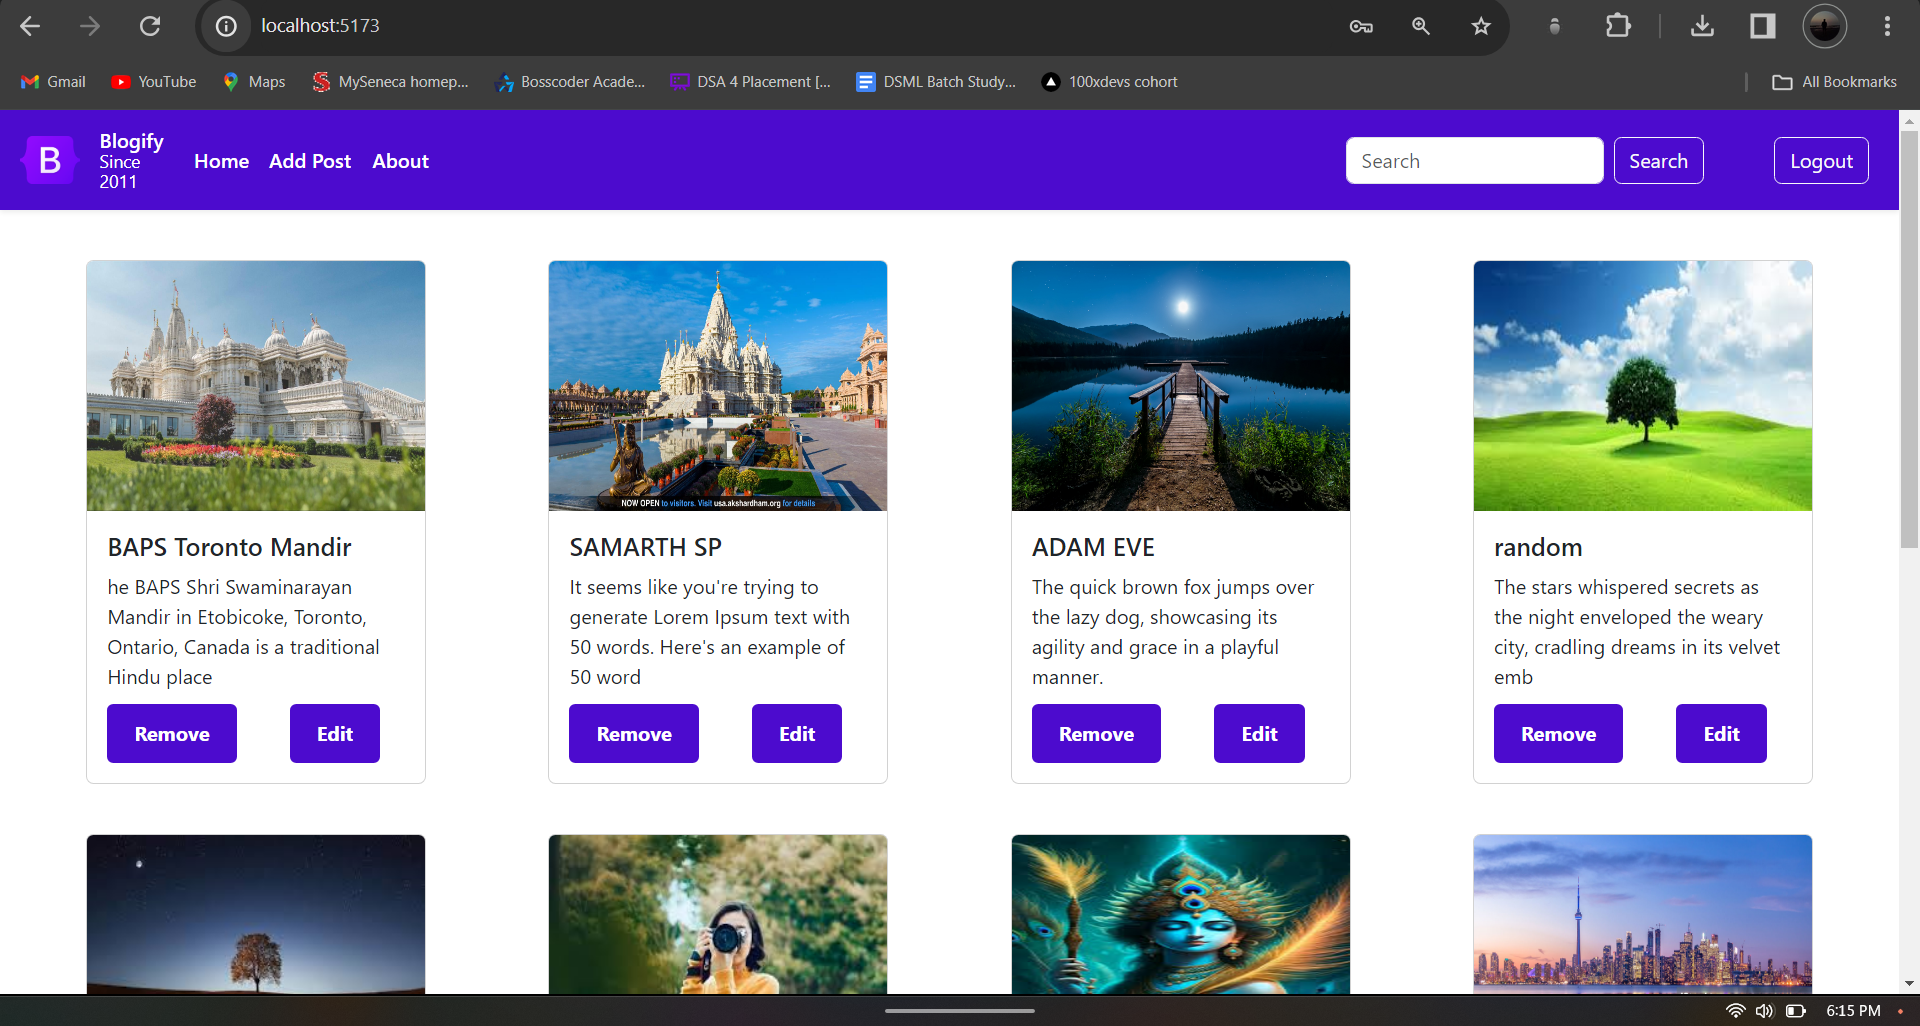 localhost:5173
Gmail
YouTube
Maps
MySeneca homep...
Bosscoder Acade...
DSA 4 Placement [...
DSML Batch Study...
100xdevs cohort
All Bookmarks
B
Blogify
Since
2011
Home
Add Post
About
Search
Search
Logout
NOW OPEN to visitors. Visit usa.akshardham.org for details
BAPS Toronto Mandir
he BAPS Shri Swaminarayan
Mandir in Etobicoke, Toronto,
Ontario, Canada is a traditional
Hindu place
Remove
Edit
SAMARTH SP
It seems like you're trying to
generate Lorem Ipsum text with
50 words. Here's an example of
50 word
Remove
Edit
ADAM EVE
The quick brown fox jumps over
the lazy dog, showcasing its
agility and grace in a playful
manner.
Remove
Edit
random
The stars whispered secrets as
the night enveloped the weary
city, cradling dreams in its velvet
emb
Remove
Edit
6:15 PM